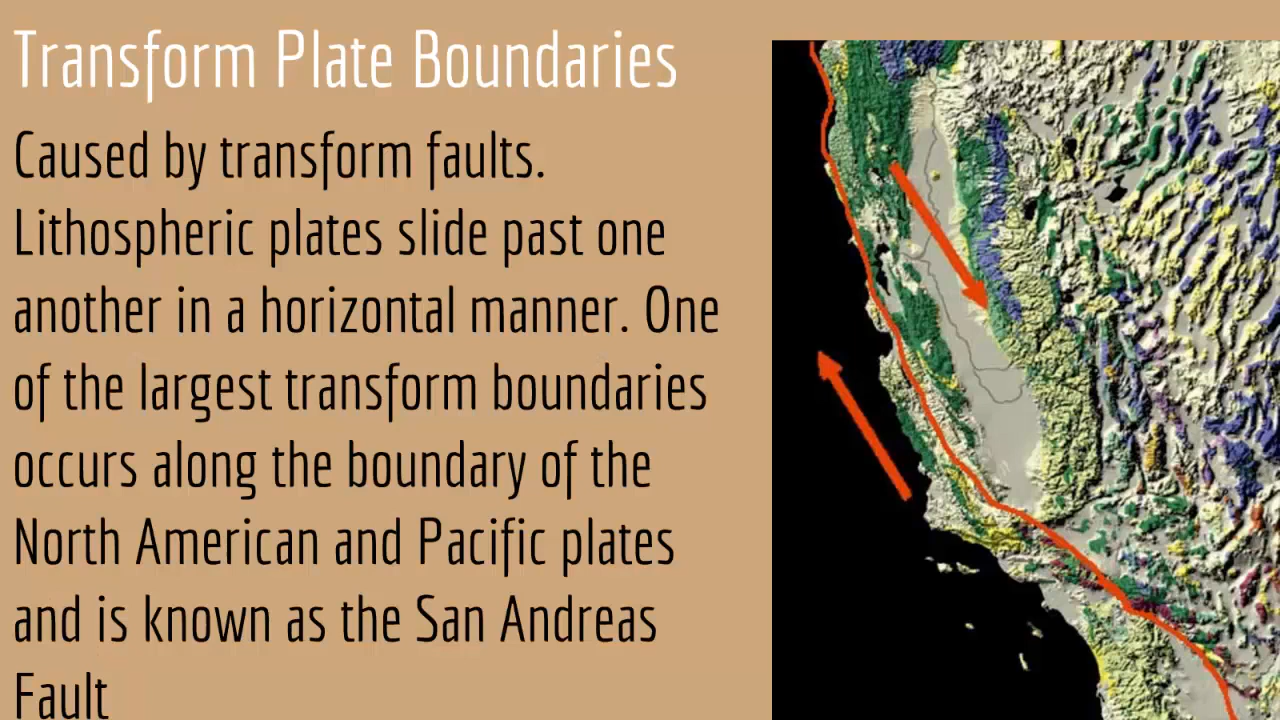 Transform Plate Boundaries
Caused by transform faults.
Lithospheric plates slide past one
another in a horizontal manner. One
of the largest transform boundaries
occurs along the boundary of the
North American and Pacific plates
and is known as the San Andreas
Fault